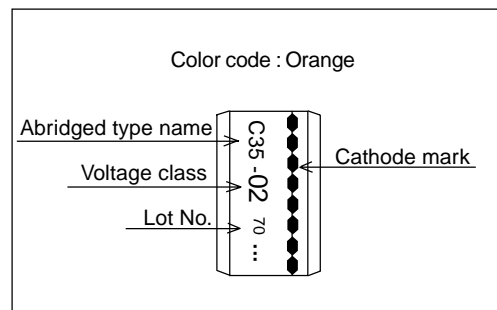 Color code : Orange
Abridged type name
Voltage class
Lot No.
C35 -02 70 ...
Cathode mark